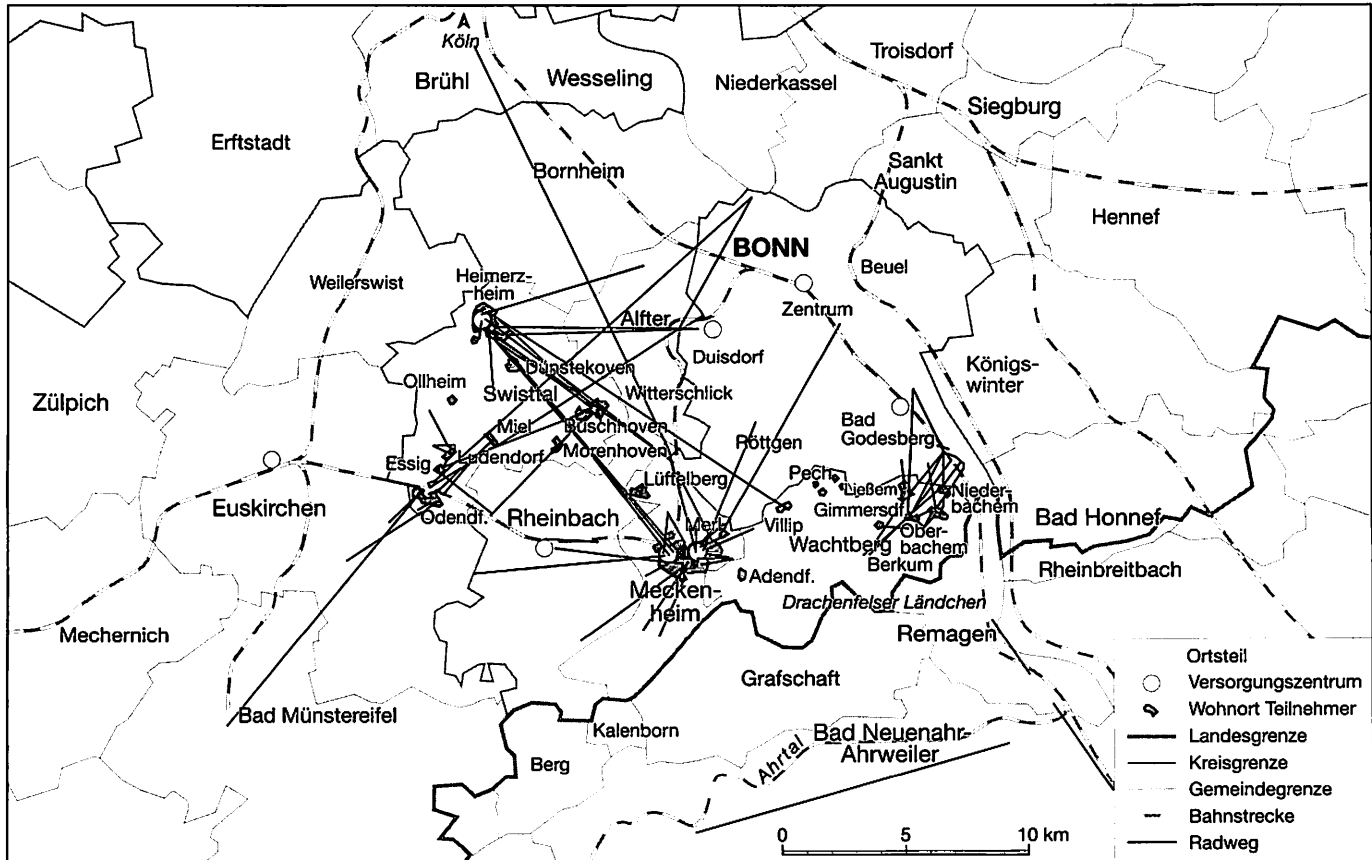 Köln
Brühl
Wesseling
Niederkassel
Troisdorf
Siegburg
Erftstadt
Bornheim
Sankt
Augustin
Hennef
BONN
Beuel
Weilerswist
Heimerz-
heim
Zentrum
Alfter
Duisdorf
Königs-
winter
Dünstekoven
Ollheim
Swisttal
Witterschlick
Zülpich
Miel
Buschhoven
Bad
Godesberg
Röttgen
Essig
Ludendorf
Morenhoven
Lüftelberg
Pech
Ließem
Nieder-
bachem
Gimmersdf.
Euskirchen
Odendf.
Rheinbach
Merl
Villip
Wachtberg
Ober-
bachem
Bad Honnef
Berkum
Rheinbreitbach
Adendf.
Mecken-
heim
Drachenfelser Ländchen
Mechernich
Remagen
Grafschaft
Bad Münstereifel
Kalenborn
Bad Neuenahr-
Ahrweiler
Berg
Ahrtal
0 5 10 km
Ortsteil
Versorgungszentrum
Wohnort Teilnehmer
Landesgrenze
Kreisgrenze
Gemeindegrenze
Bahnstrecke
Radweg